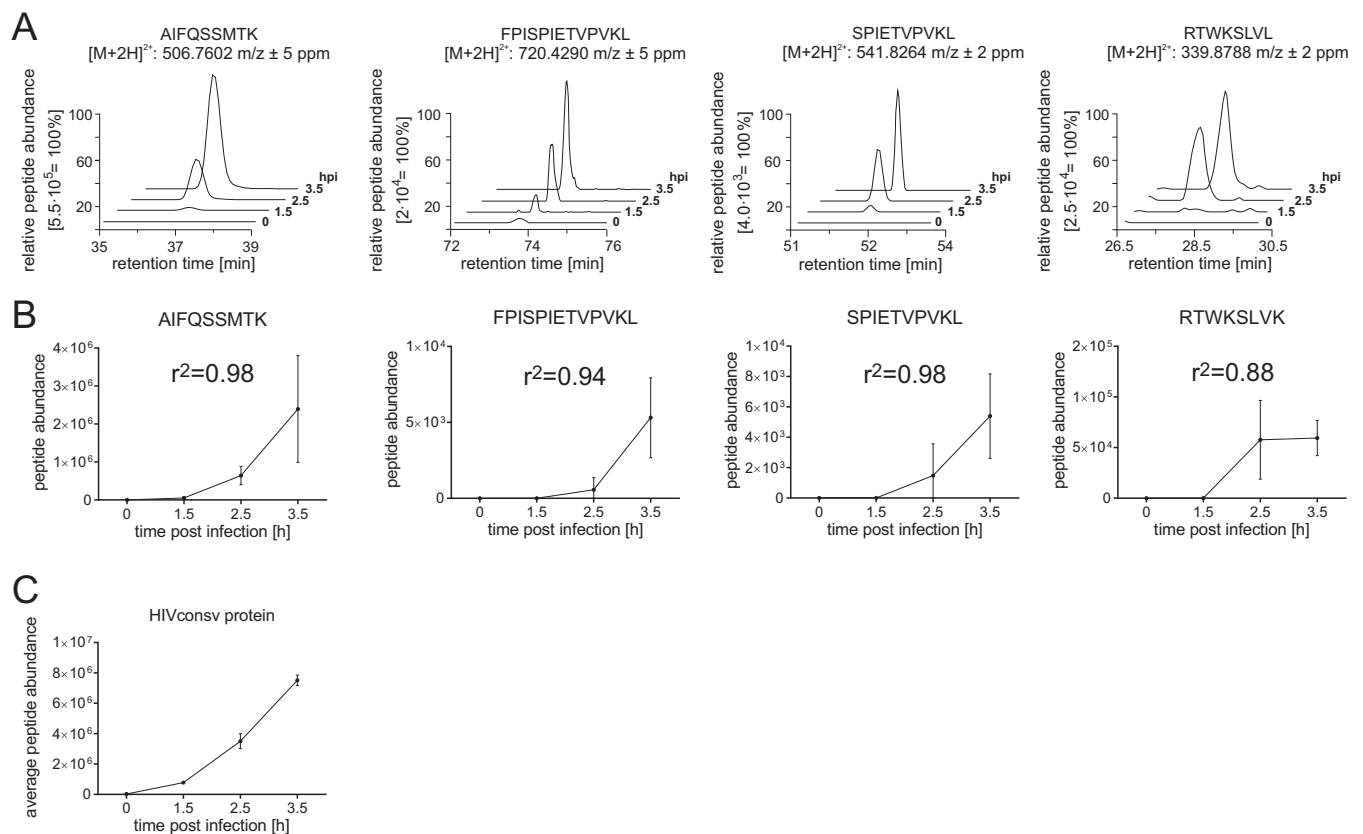 A
AIFQSSMTK
[M+2H]²⁺: 506.7602 m/z ± 5 ppm
relative peptide abundance
[5.5·10⁵= 100%]
100
60
20
hpi
3.5
2.5
1.5
0
35
37
39
retention time [min]
FPISPIETVPVKL
[M+2H]²⁺: 720.4290 m/z ± 5 ppm
relative peptide abundance
[2·10⁴= 100%]
100
60
20
hpi
3.5
2.5
1.5
0
72
74
76
retention time [min]
SPIETVPVKL
[M+2H]²⁺: 541.8264 m/z ± 2 ppm
relative peptide abundance
[4.0·10³= 100%]
100
60
20
hpi
3.5
2.5
1.5
0
51
52
54
retention time [min]
RTWKSLVL
[M+2H]²⁺: 339.8788 m/z ± 2 ppm
relative peptide abundance
[2.5·10⁴= 100%]
100
60
20
hpi
3.5
2.5
1.5
0
26.5
28.5
30.5
retention time [min]
B
AIFQSSMTK
r²=0.98
peptide abundance
4×10⁶
3×10⁶
2×10⁶
1×10⁶
0
0 1.5 2.5 3.5
time post infection [h]
FPISPIETVPVKL
r²=0.94
peptide abundance
1×10⁴
5×10³
0
0 1.5 2.5 3.5
time post infection [h]
SPIETVPVKL
r²=0.98
peptide abundance
1×10⁴
8×10³
6×10³
4×10³
2×10³
0
0 1.5 2.5 3.5
time post infection [h]
RTWKSLVK
r²=0.88
peptide abundance
2×10⁵
1×10⁵
5×10⁴
0
0 1.5 2.5 3.5
time post infection [h]
C
HIVconsv protein
average peptide abundance
1×10⁷
8×10⁶
6×10⁶
4×10⁶
2×10⁶
0
0 1.5 2.5 3.5
time post infection [h]